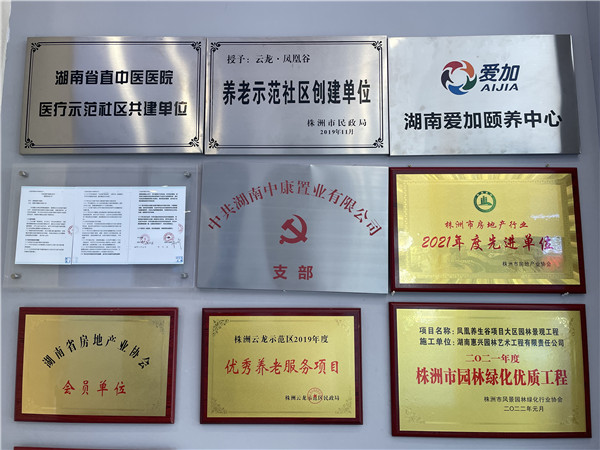 湖南省直中医医院
医疗示范社区共建单位
授予：云龙·凤凰谷
养老示范社区创建单位
株洲市民政局
2019年11月
爱加
AIJIA
湖南爱加颐养中心
中共湖南中康置业有限公司
支部
株洲市房地产行业
2021年度先进单位
株洲市房地产业协会
湖南省房地产业协会
会员单位
株洲云龙示范区2019年度
优秀养老服务项目
株洲云龙示范区民政局
项目名称：凤凰养生谷项目大区园林景观工程
施工单位：湖南惠兴园林艺术工程有限责任公司
二〇二一年度
株洲市园林绿化优质工程
株洲市风景园林绿化行业协会
二〇二二年元月